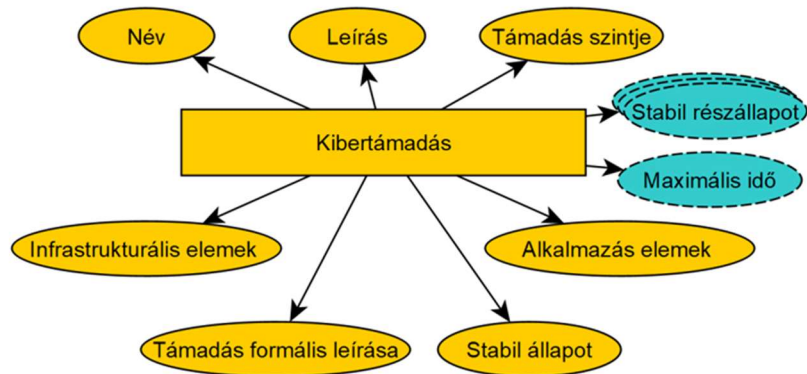 Név
Leírás
Támadás szintje
Stabil részállapot
Kibertámadás
Maximális idő
Infrastrukturális elemek
Alkalmazás elemek
Támadás formális leírása
Stabil állapot